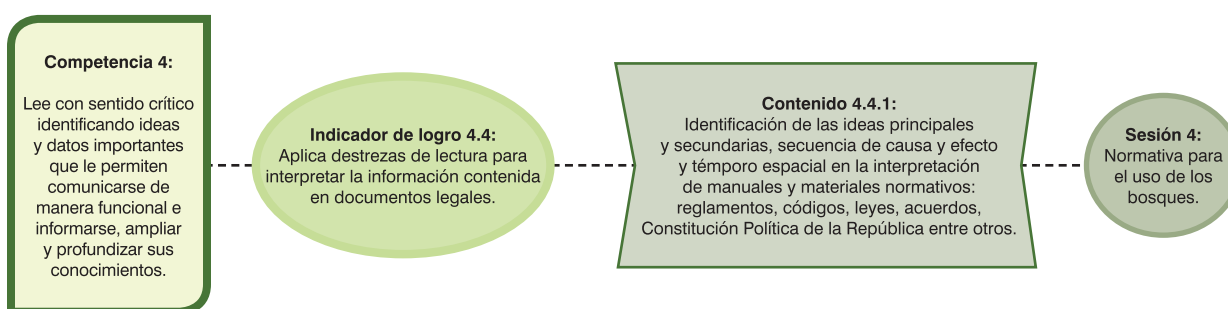 Competencia 4:
Lee con sentido crítico
identificando ideas
y datos importantes
que le permiten
comunicarse de
manera funcional e
informarse, ampliar
y profundizar sus
conocimientos.
Indicador de logro 4.4:
Aplica destrezas de lectura para
interpretar la información contenida
en documentos legales.
Contenido 4.4.1:
Identificación de las ideas principales
y secundarias, secuencia de causa y efecto
y témporo espacial en la interpretación
de manuales y materiales normativos:
reglamentos, códigos, leyes, acuerdos,
Constitución Política de la República entre otros.
Sesión 4:
Normativa para
el uso de los
bosques.